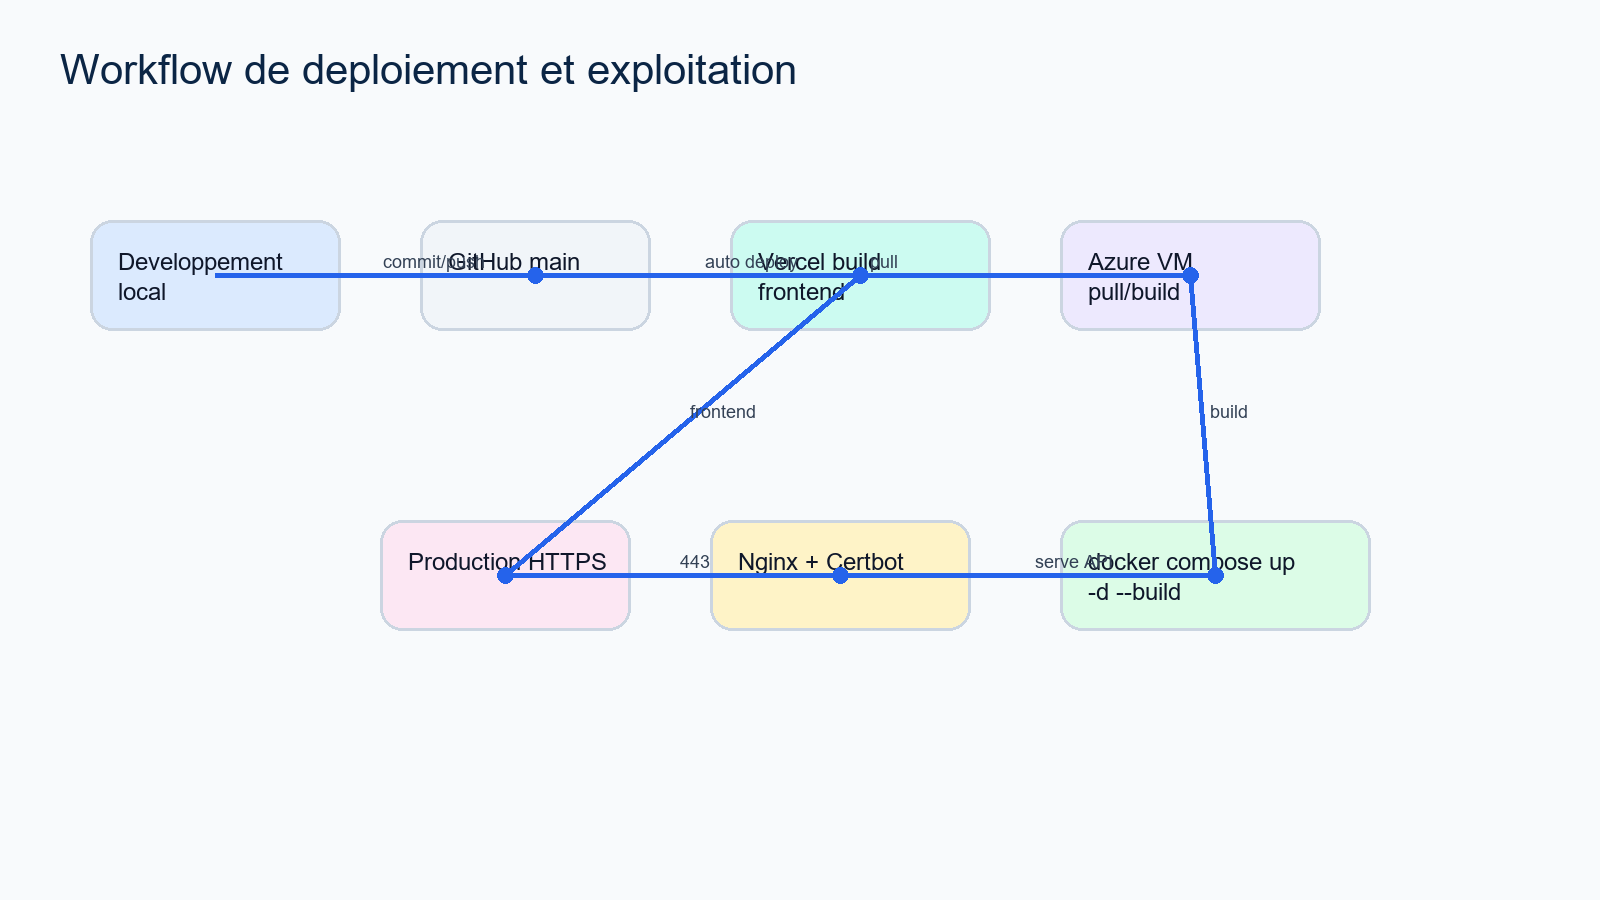 Workflow de deploiement et exploitation
Developpement
local
commit/push
GitHub main
auto deploy
Vercel build
frontend
pull
Azure VM
pull/build
frontend
build
Production HTTPS
443
Nginx + Certbot
serve API
docker compose up
-d --build